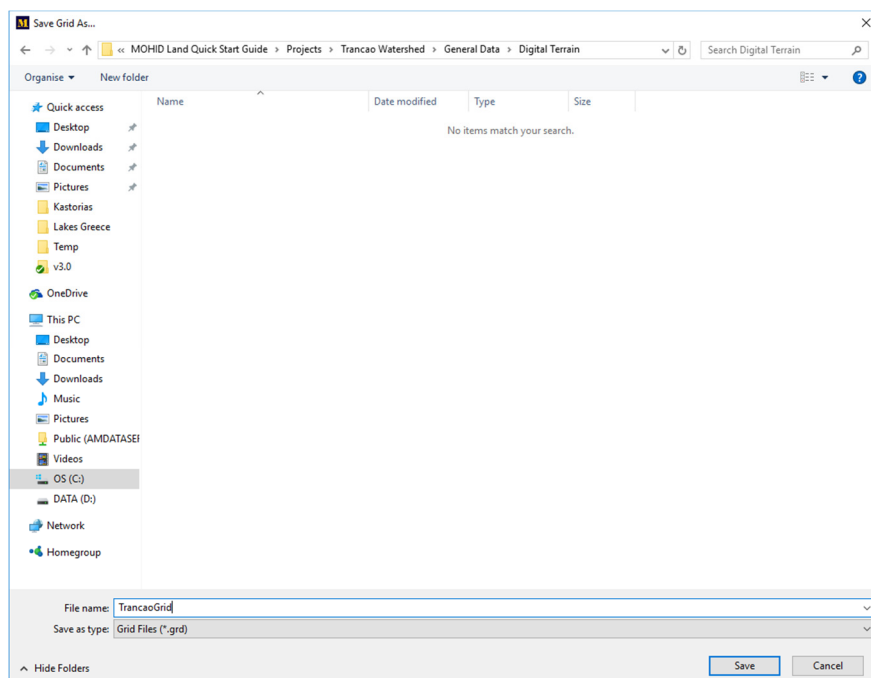 Save Grid As...
« MOHID Land Quick Start Guide › Projects › Trancao Watershed › General Data › Digital Terrain
Search Digital Terrain
Organise
New folder
Name
Date modified
Type
Size
No items match your search.
Quick access
Desktop
Downloads
Documents
Pictures
Kastorias
Lakes Greece
Temp
v3.0
OneDrive
This PC
Desktop
Documents
Downloads
Music
Pictures
Public (AMDATASER
Videos
OS (C:)
DATA (D:)
Network
Homegroup
File name: TrancaoGrid
Save as type: Grid Files (*.grd)
Hide Folders
Save
Cancel